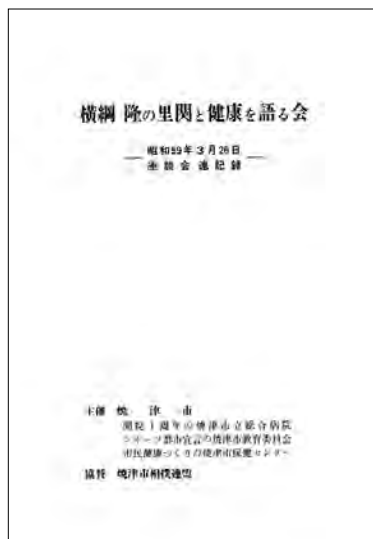 横綱 隆の里関と健康を語る会
昭和59年3月26日
座談会速記録
主催 焼津市
開院1周年の焼津市立総合病院
スポーツ都市宣言の焼津市教育委員会
市民健康づくりの焼津市保健センター
協賛 焼津市相撲連盟